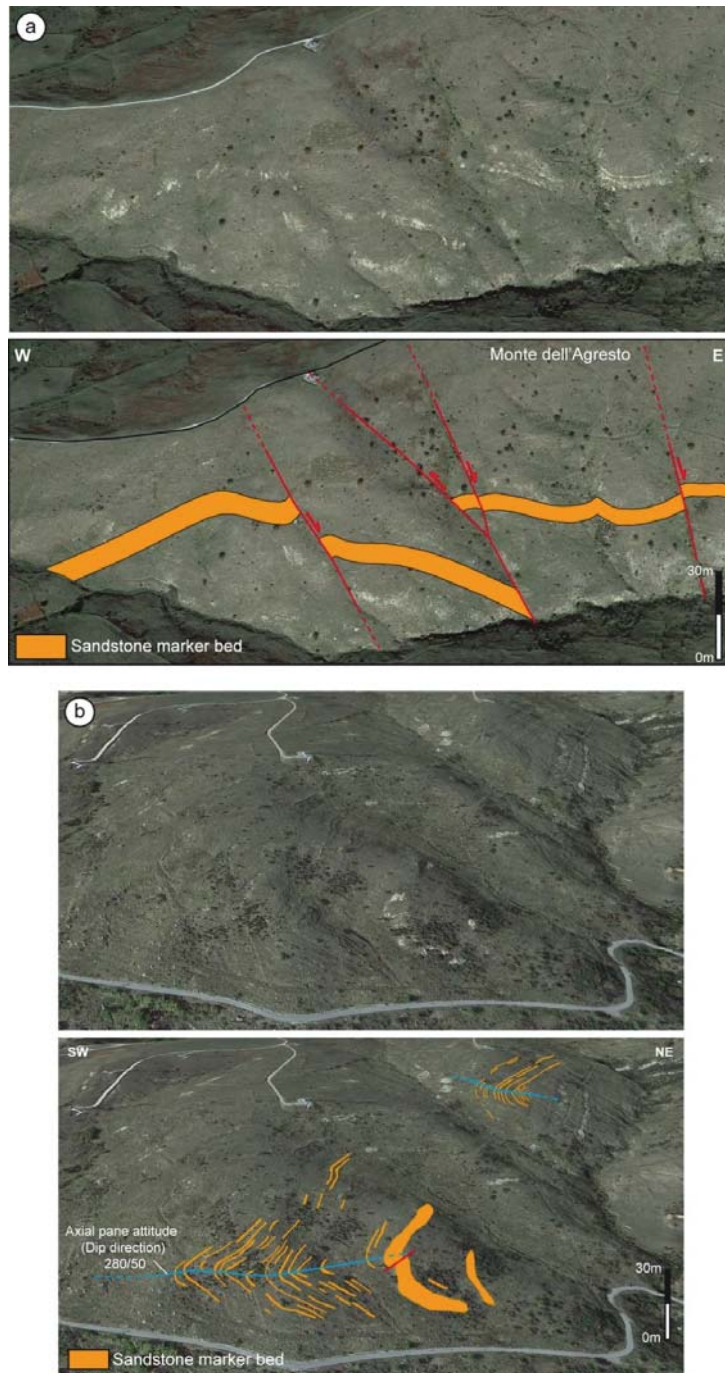 a
W
Monte dell'Agresto
E
30m
0m
Sandstone marker bed
b
SW
NE
Axial pane attitude
(Dip direction)
280/50
30m
0m
Sandstone marker bed